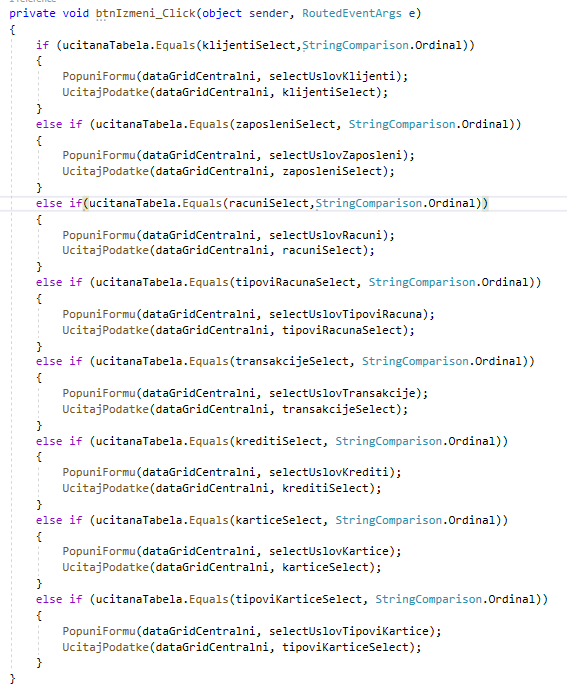 private void btnIzmeni_Click(object sender, RoutedEventArgs e)
{
if (ucitanaTabela.Equals(klijentiSelect,StringComparison.Ordinal))
{
PopuniFormu(dataGridCentralni, selectUslovKlijenti);
UcitajPodatke(dataGridCentralni, klijentiSelect);
}
else if (ucitanaTabela.Equals(zaposleniSelect, StringComparison.Ordinal))
{
PopuniFormu(dataGridCentralni, selectUslovZaposleni);
UcitajPodatke(dataGridCentralni, zaposleniSelect);
}
else if(ucitanaTabela.Equals(racuniSelect,StringComparison.Ordinal))
{
PopuniFormu(dataGridCentralni, selectUslovRacuni);
UcitajPodatke(dataGridCentralni, racuniSelect);
}
else if (ucitanaTabela.Equals(tipoviRacunaSelect, StringComparison.Ordinal))
{
PopuniFormu(dataGridCentralni, selectUslovTipoviRacuna);
UcitajPodatke(dataGridCentralni, tipoviRacunaSelect);
}
else if (ucitanaTabela.Equals(transakcijeSelect, StringComparison.Ordinal))
{
PopuniFormu(dataGridCentralni, selectUslovTransakcije);
UcitajPodatke(dataGridCentralni, transakcijeSelect);
}
else if (ucitanaTabela.Equals(kreditiSelect, StringComparison.Ordinal))
{
PopuniFormu(dataGridCentralni, selectUslovKrediti);
UcitajPodatke(dataGridCentralni, kreditiSelect);
}
else if (ucitanaTabela.Equals(karticeSelect, StringComparison.Ordinal))
{
PopuniFormu(dataGridCentralni, selectUslovKartice);
UcitajPodatke(dataGridCentralni, karticeSelect);
}
else if (ucitanaTabela.Equals(tipoviKarticeSelect, StringComparison.Ordinal))
{
PopuniFormu(dataGridCentralni, selectUslovTipoviKartice);
UcitajPodatke(dataGridCentralni, tipoviKarticeSelect);
}
}